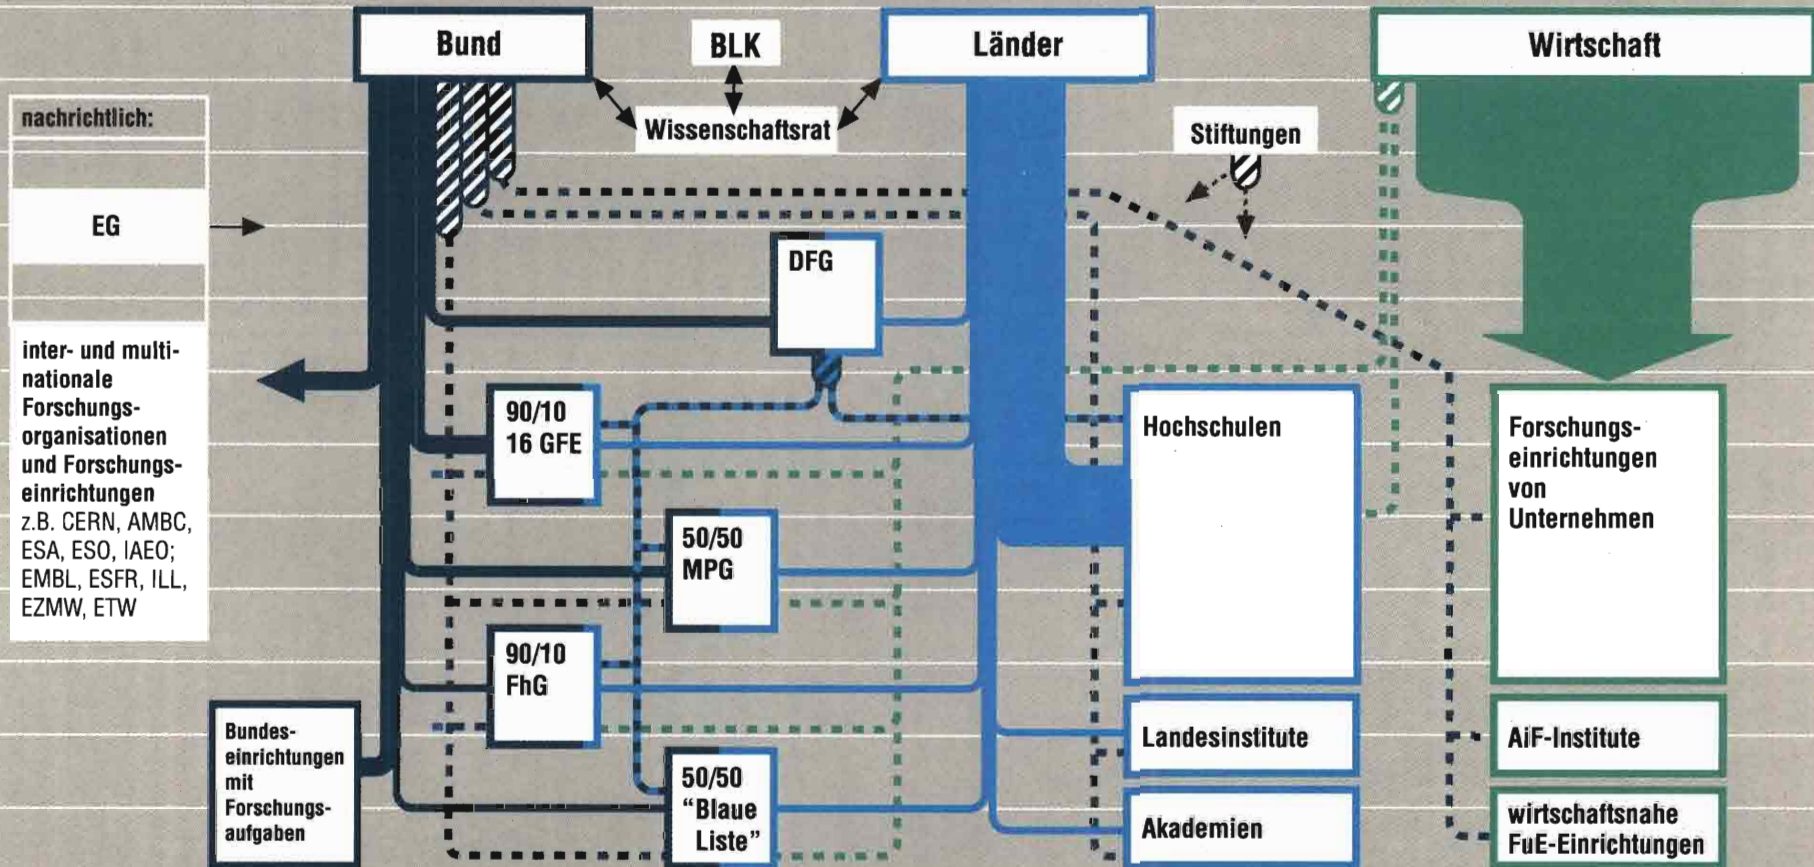 Bund
BLK
Länder
Wirtschaft
Wissenschaftsrat
Stiftungen
nachrichtlich:
EG
inter- und multi-
nationale
Forschungs-
organisationen
und Forschungs-
einrichtungen
z.B. CERN, AMBC,
ESA, ESO, IAEO;
EMBL, ESFR, ILL,
EZMW, ETW
DFG
90/10
16 GFE
50/50
MPG
90/10
FhG
50/50
“Blaue
Liste”
Bundes-
einrichtungen
mit
Forschungs-
aufgaben
Hochschulen
Landesinstitute
Akademien
Forschungs-
einrichtungen
von
Unternehmen
AiF-Institute
wirtschaftsnahe
FuE-Einrichtungen